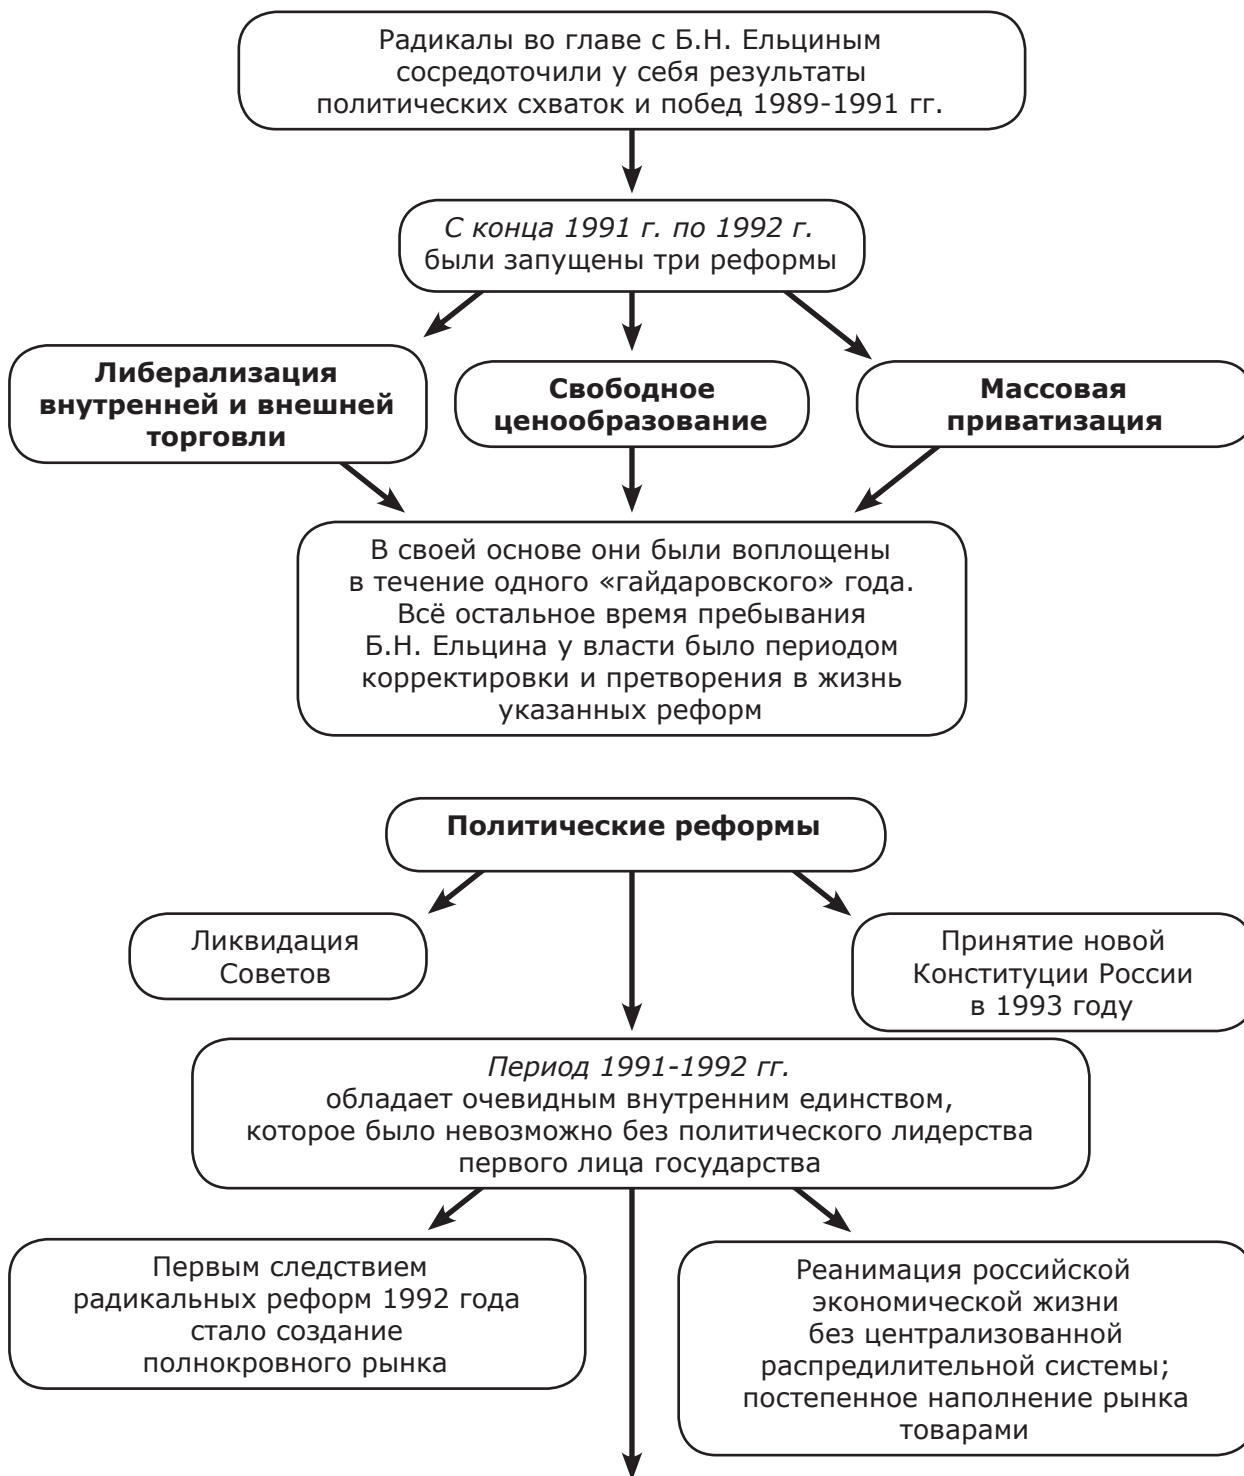 Радикалы во главе с Б.Н. Ельциным
сосредоточили у себя результаты
политических схваток и побед 1989-1991 гг.
С конца 1991 г. по 1992 г.
были запущены три реформы
Либерализация
внутренней и внешней
торговли
Свободное
ценообразование
Массовая
приватизация
В своей основе они были воплощены
в течение одного «гайдаровского» года.
Всё остальное время пребывания
Б.Н. Ельцина у власти было периодом
корректировки и претворения в жизнь
указанных реформ
Политические реформы
Ликвидация
Советов
Принятие новой
Конституции России
в 1993 году
Период 1991-1992 гг.
обладает очевидным внутренним единством,
которое было невозможно без политического лидерства
первого лица государства
Первым следствием
радикальных реформ 1992 года
стало создание
полнокровного рынка
Реанимация российской
экономической жизни
без централизованной
распредилительной системы;
постепенное наполнение рынка
товарами